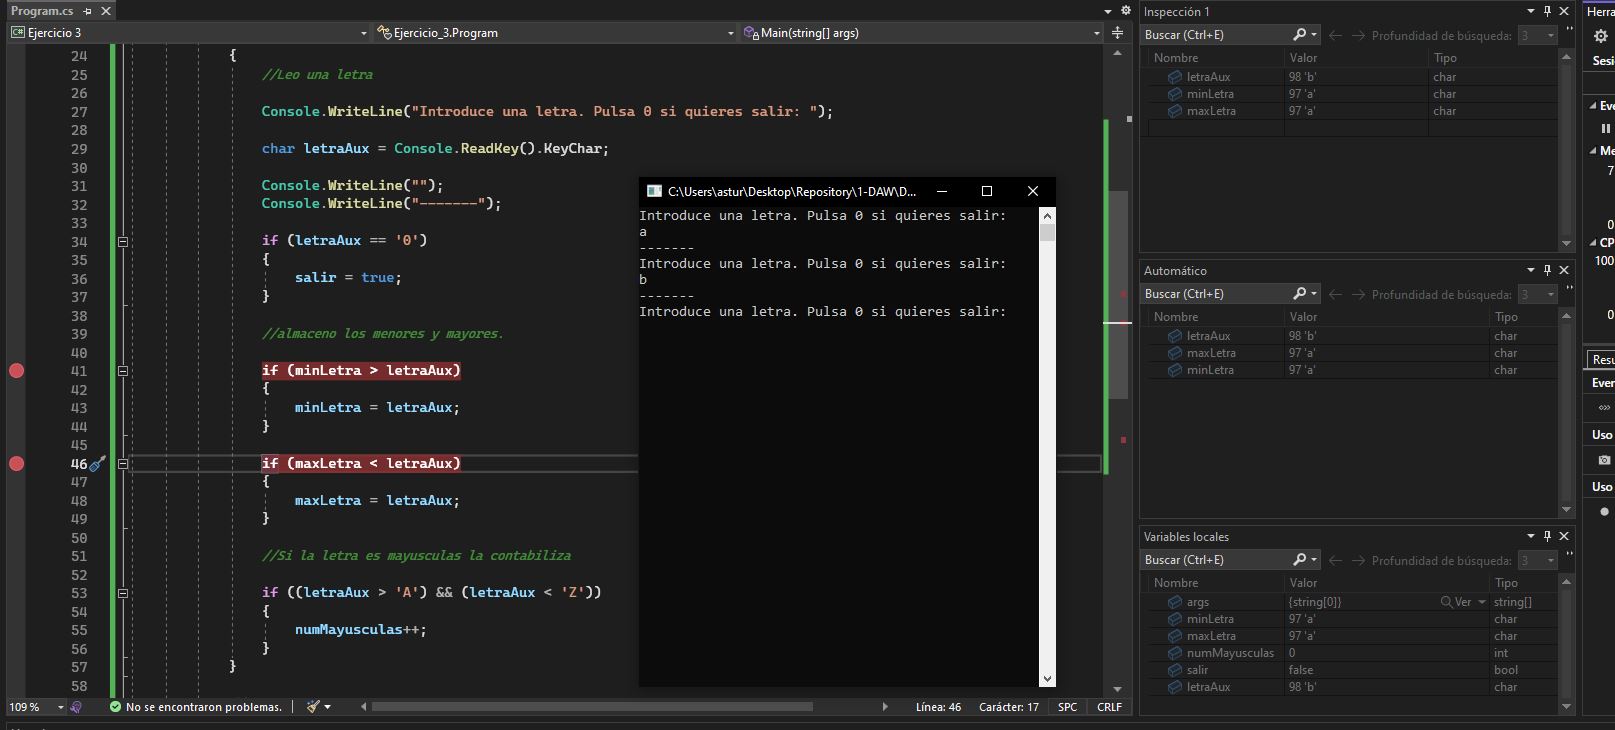 Program.cs
Ejercicio 3
Ejercicio_3.Program
Main(string[] args)
24 {
25 //Leo una letra
26
27 Console.WriteLine("Introduce una letra. Pulsa 0 si quieres salir: ");
28
29 char letraAux = Console.ReadKey().KeyChar;
30
31 Console.WriteLine("");
32 Console.WriteLine("-------");
33
34 if (letraAux == '0')
35 {
36 salir = true;
37 }
38
39 //almaceno los menores y mayores.
40
41 if (minLetra > letraAux)
42 {
43 minLetra = letraAux;
44 }
45
46 if (maxLetra < letraAux)
47 {
48 maxLetra = letraAux;
49 }
50
51 //Si la letra es mayusculas la contabiliza
52
53 if ((letraAux > 'A') && (letraAux < 'Z'))
54 {
55 numMayusculas++;
56 }
57 }
58
109 %
No se encontraron problemas.
Línea: 46
Carácter: 17
SPC
CRLF
C:\Users\astur\Desktop\Repository\1-DAW\D...
Introduce una letra. Pulsa 0 si quieres salir:
a
-------
Introduce una letra. Pulsa 0 si quieres salir:
b
-------
Introduce una letra. Pulsa 0 si quieres salir:
Inspección 1
Buscar (Ctrl+E)
Profundidad de búsqueda: 3
Nombre Valor Tipo
letraAux 98 'b' char
minLetra 97 'a' char
maxLetra 97 'a' char
Automático
Buscar (Ctrl+E)
Profundidad de búsqueda: 3
Nombre Valor Tipo
letraAux 98 'b' char
maxLetra 97 'a' char
minLetra 97 'a' char
Variables locales
Buscar (Ctrl+E)
Profundidad de búsqueda: 3
Nombre Valor Tipo
args {string[0]} Ver string[]
minLetra 97 'a' char
maxLetra 97 'a' char
numMayusculas 0 int
salir false bool
letraAux 98 'b' char
Herra
Sesi
Eve
Me
7
0
CP
100
0
Resu
Even
Uso
Uso